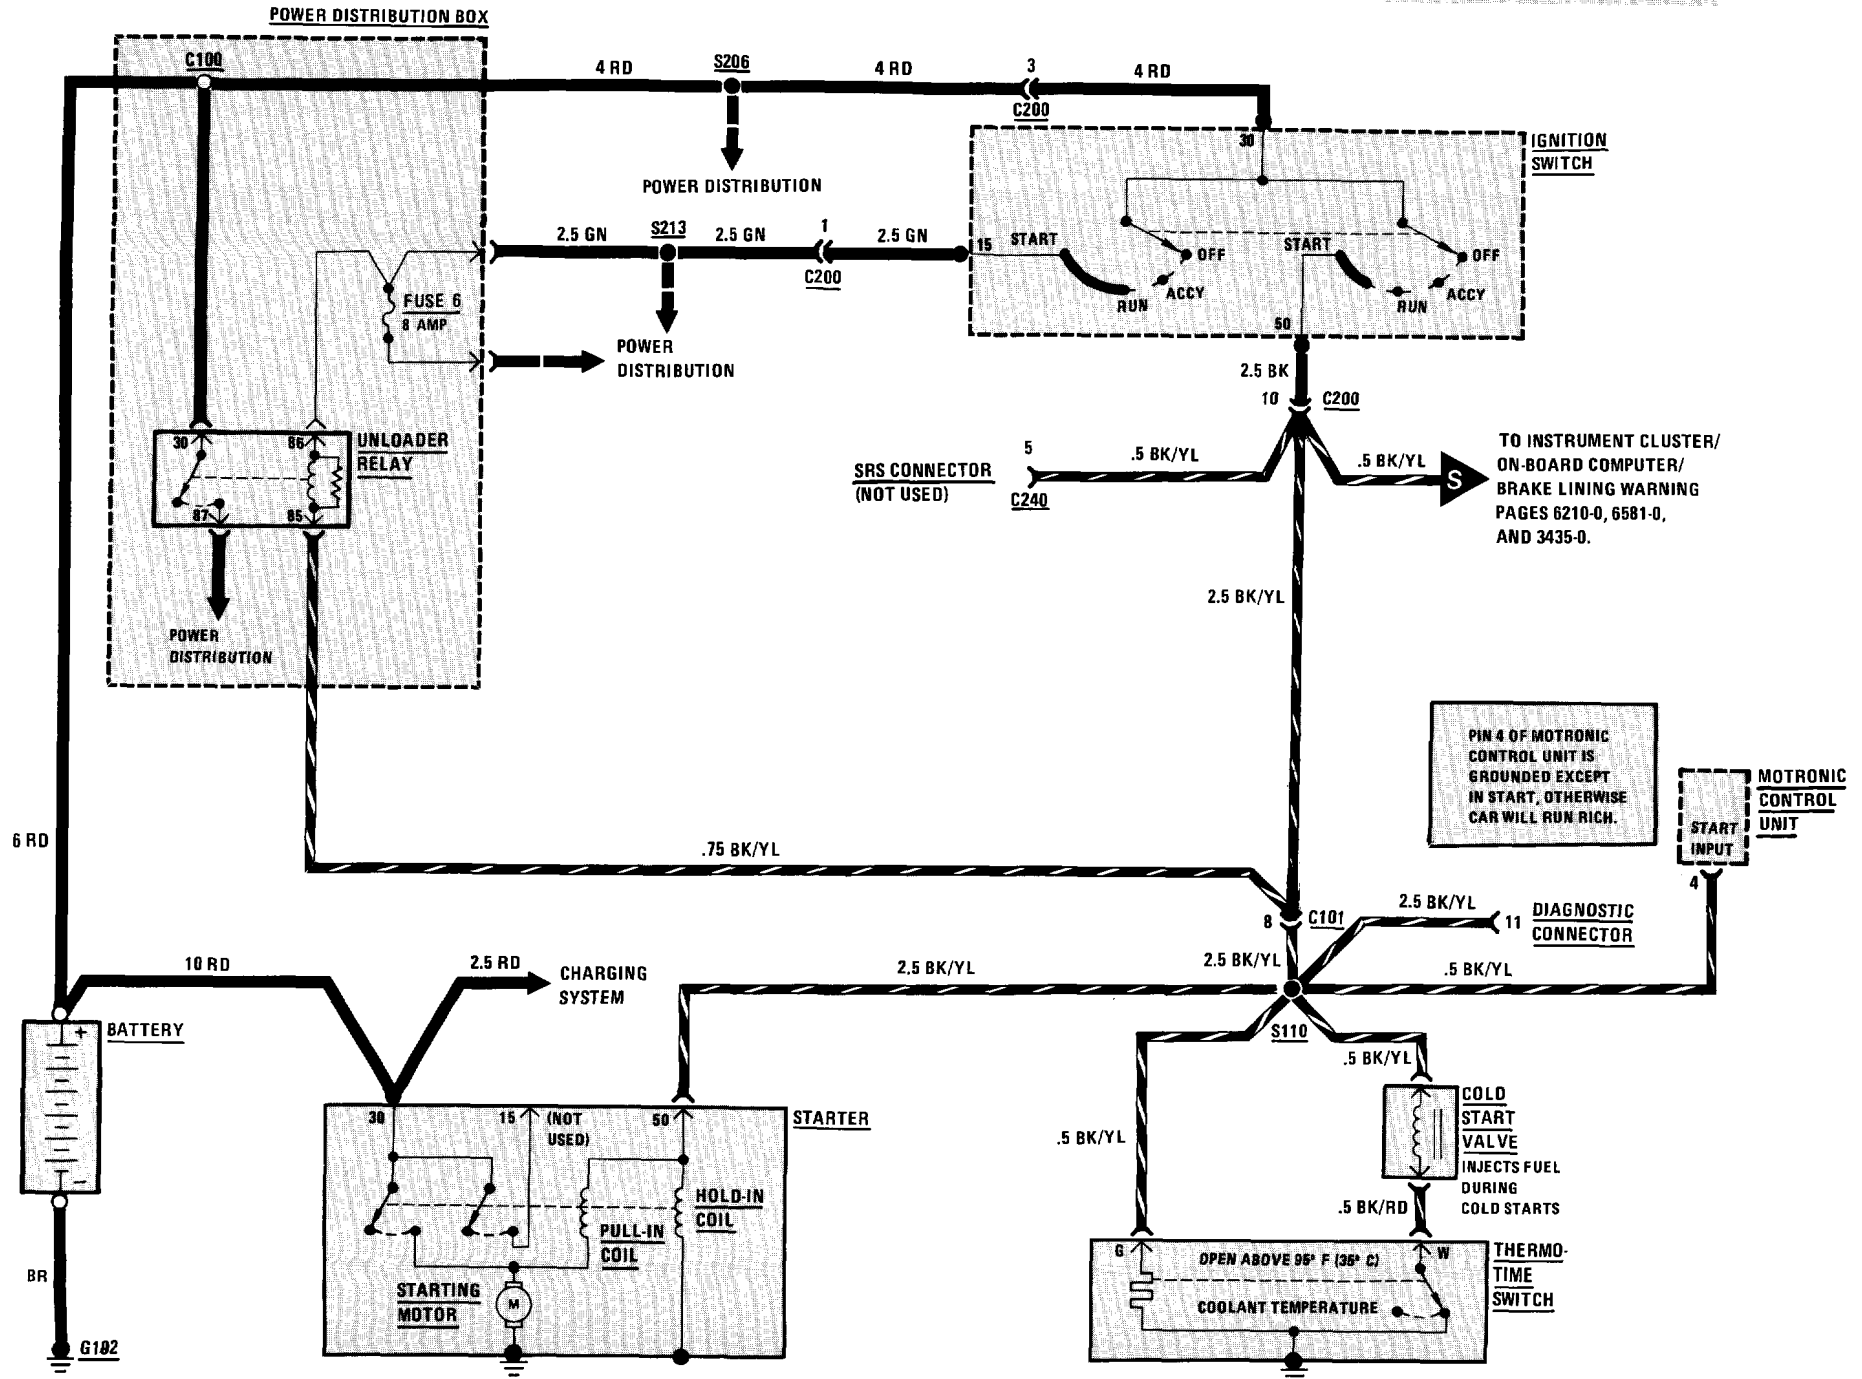 POWER DISTRIBUTION BOX
C100
4 RD
S206
4 RD
3
C200
4 RD
POWER DISTRIBUTION
30
IGNITION
SWITCH
2.5 GN
S213
2.5 GN
1
C200
2.5 GN
15
START
OFF
ACCY
RUN
START
OFF
ACCY
RUN
50
FUSE 6
8 AMP
POWER
DISTRIBUTION
2.5 BK
10
C200
30
86
UNLOADER
RELAY
87
85
POWER
DISTRIBUTION
5
SRS CONNECTOR
(NOT USED)
C240
.5 BK/YL
.5 BK/YL
S
TO INSTRUMENT CLUSTER/
ON-BOARD COMPUTER/
BRAKE LINING WARNING
PAGES 6210-0, 6581-0,
AND 3435-0.
2.5 BK/YL
PIN 4 OF MOTRONIC
CONTROL UNIT IS
GROUNDED EXCEPT
IN START, OTHERWISE
CAR WILL RUN RICH.
MOTRONIC
CONTROL
UNIT
START
INPUT
4
6 RD
.75 BK/YL
8
C101
2.5 BK/YL
11
DIAGNOSTIC
CONNECTOR
10 RD
2.5 RD
CHARGING
SYSTEM
2.5 BK/YL
2.5 BK/YL
.5 BK/YL
S110
+
BATTERY
-
.5 BK/YL
.5 BK/YL
COLD
START
VALVE
INJECTS FUEL
DURING
COLD STARTS
30
15
(NOT
USED)
50
STARTER
HOLD-IN
COIL
PULL-IN
COIL
STARTING
MOTOR
M
.5 BK/RD
G
OPEN ABOVE 95° F (35° C)
W
COOLANT TEMPERATURE
THERMO-
TIME
SWITCH
BR
G102